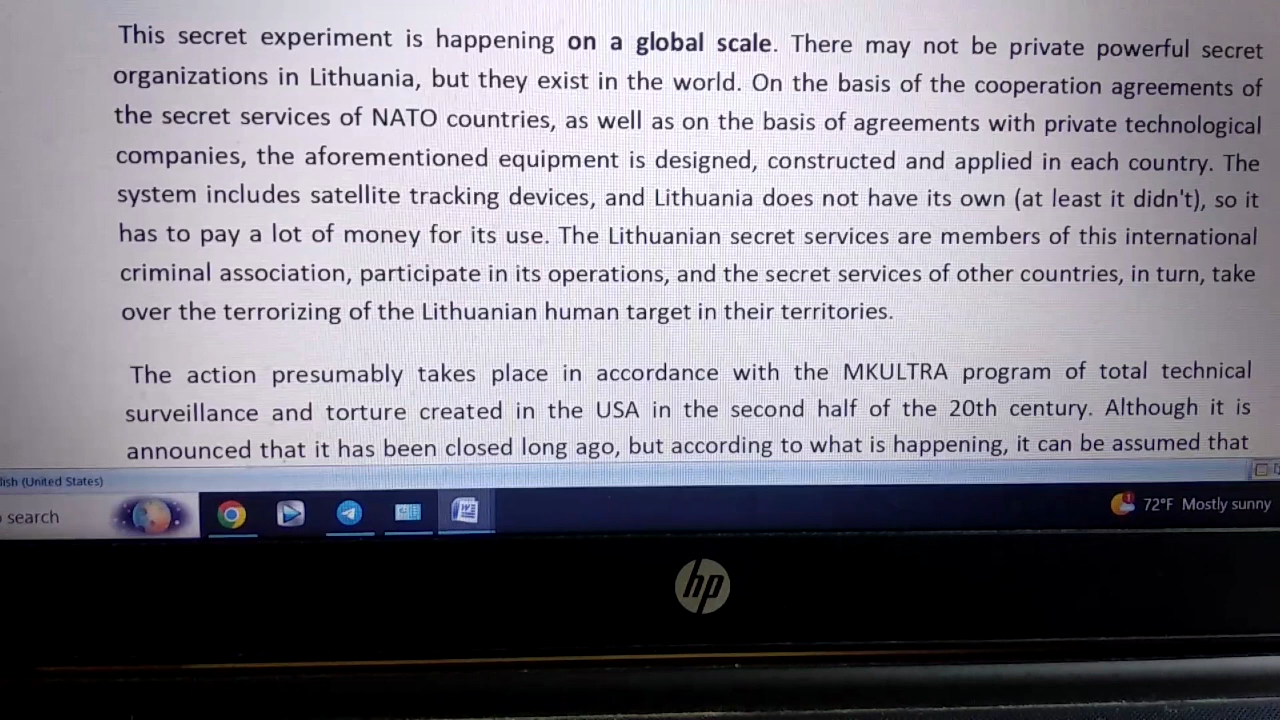 This secret experiment is happening on a global scale. There may not be private powerful secret
organizations in Lithuania, but they exist in the world. On the basis of the cooperation agreements of
the secret services of NATO countries, as well as on the basis of agreements with private technological
companies, the aforementioned equipment is designed, constructed and applied in each country. The
system includes satellite tracking devices, and Lithuania does not have its own (at least it didn't), so it
has to pay a lot of money for its use. The Lithuanian secret services are members of this international
criminal association, participate in its operations, and the secret services of other countries, in turn, take
over the terrorizing of the Lithuanian human target in their territories.
The action presumably takes place in accordance with the MKULTRA program of total technical
surveillance and torture created in the USA in the second half of the 20th century. Although it is
announced that it has been closed long ago, but according to what is happening, it can be assumed that
lish (United States)
search
1
72°F Mostly sunny
hp